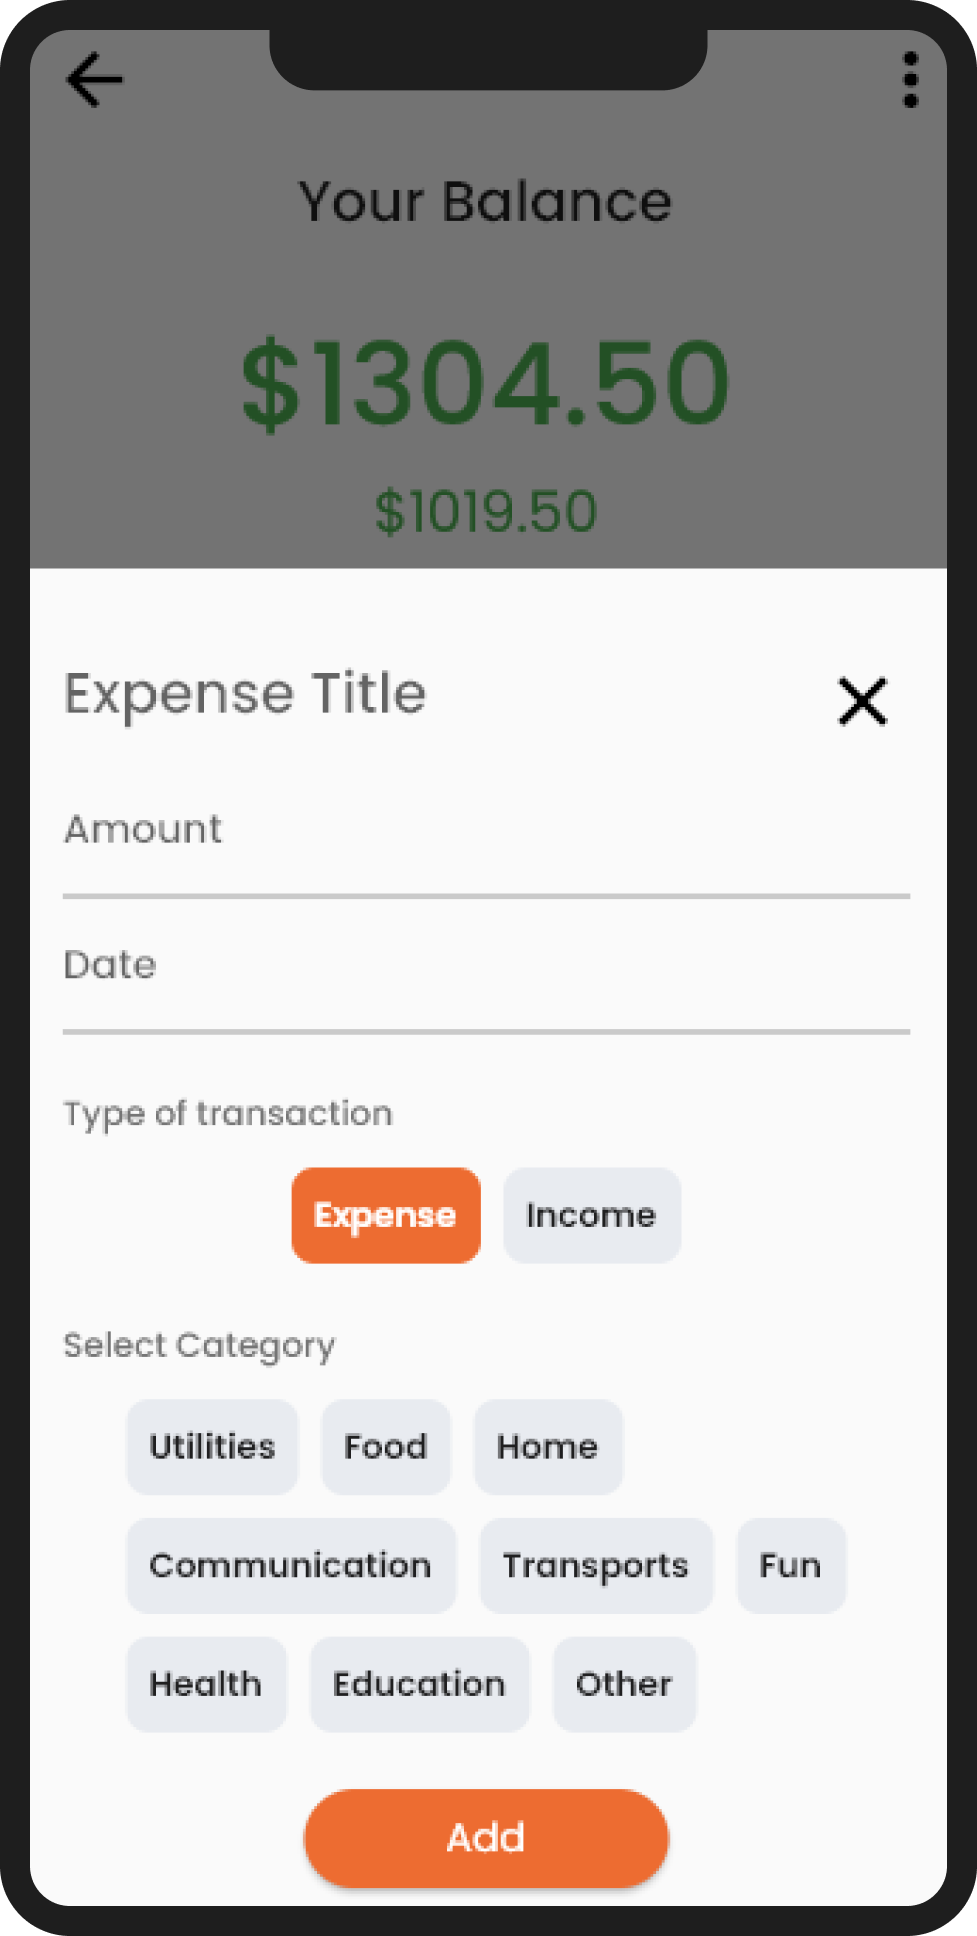 Your Balance
$1304.50
$1019.50
Expense Title
Amount
Date
Type of transaction
Expense Income
Select Category
Utilities Food Home
Communication Transports Fun
Health Education Other
Add